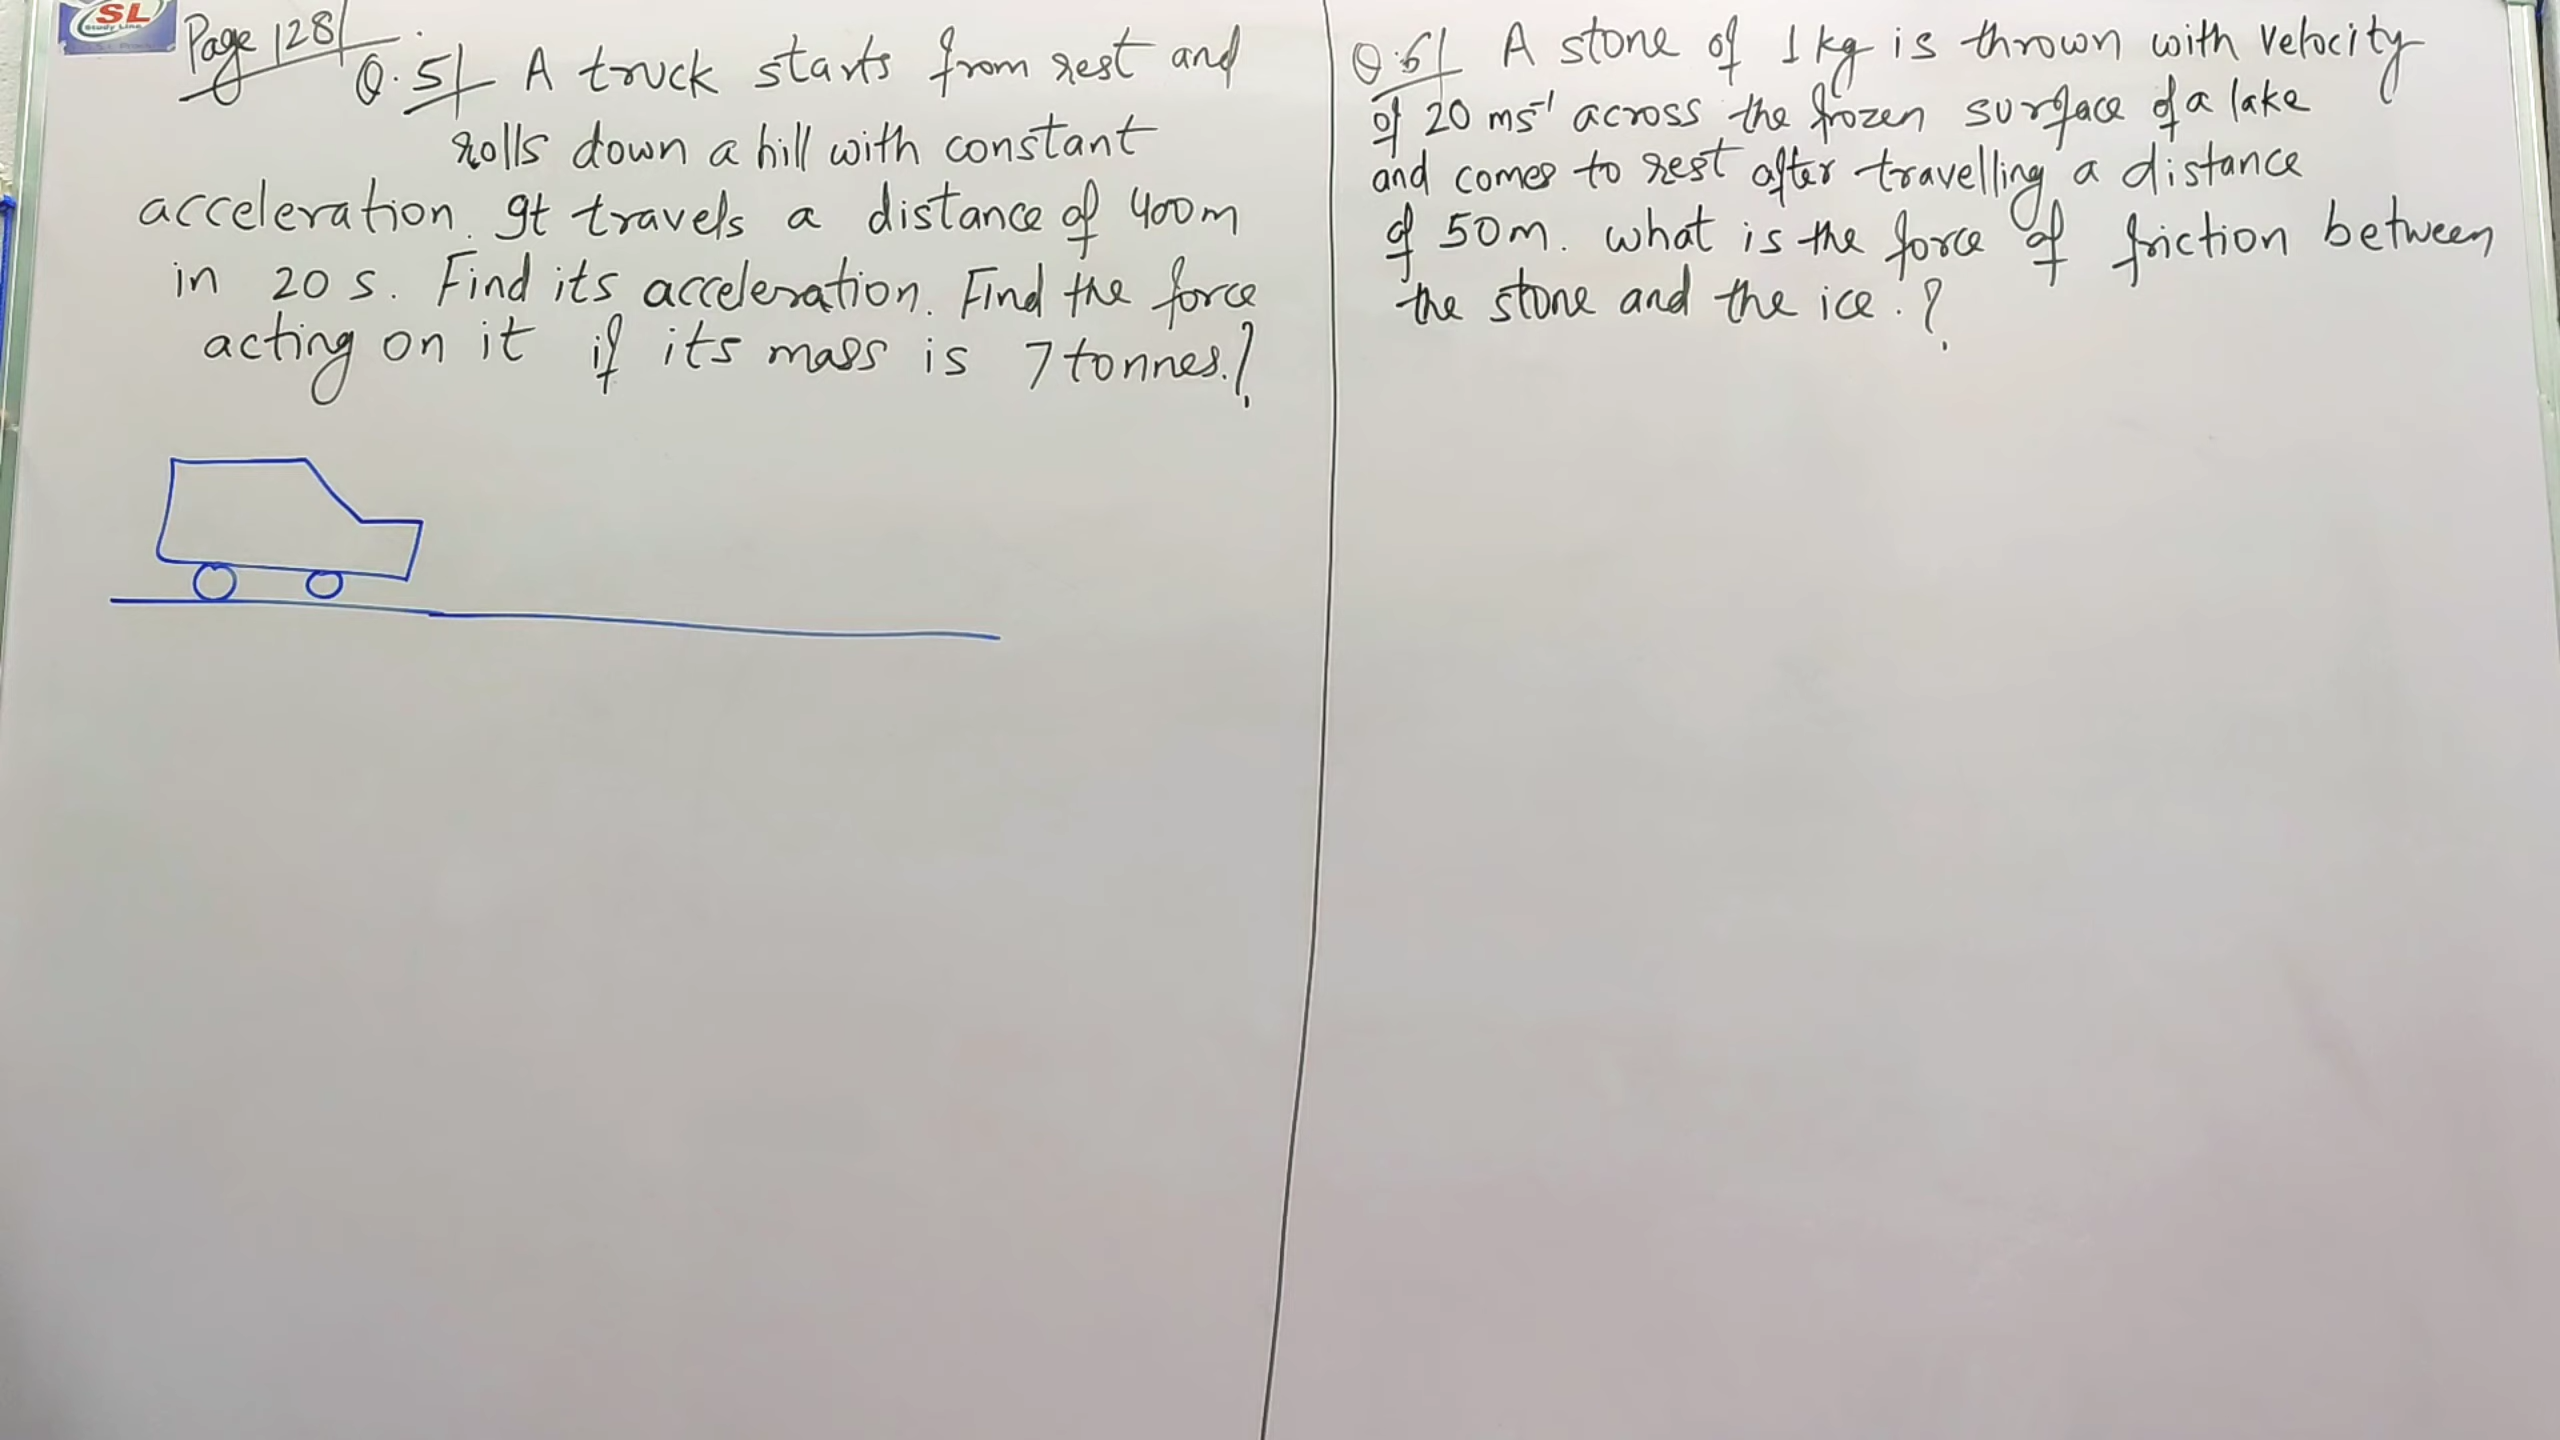 SL
Study Line
Page 128/
Q.5/ A truck starts from rest and
rolls down a hill with constant
acceleration. It travels a distance of 400m
in 20 s. Find its acceleration. Find the force
acting on it if its mass is 7 tonnes.?
Q.6/ A stone of 1 kg is thrown with velocity
of 20 ms⁻¹ across the frozen surface of a lake
and comes to rest after travelling a distance
of 50m. What is the force of friction between
the stone and the ice.?